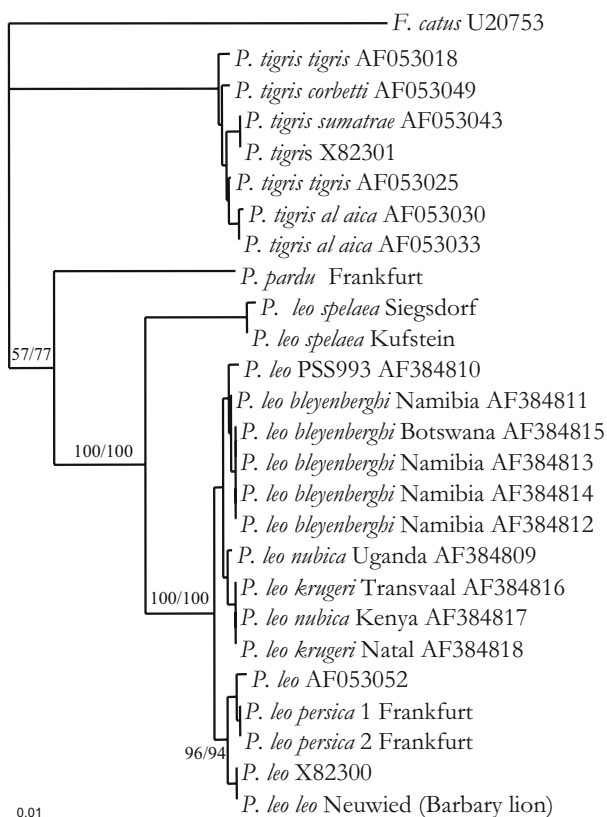 F. catus U20753
P. tigris tigris AF053018
P. tigris corbetti AF053049
P. tigris sumatrae AF053043
P. tigris X82301
P. tigris tigris AF053025
P. tigris al aica AF053030
P. tigris al aica AF053033
P. pardu Frankfurt
P. leo spelaea Siegsdorf
57/77
P. leo spelaea Kufstein
P. leo PSS993 AF384810
P. leo bleyenberghi Namibia AF384811
P. leo bleyenberghi Botswana AF384815
100/100
P. leo bleyenberghi Namibia AF384813
P. leo bleyenberghi Namibia AF384814
P. leo bleyenberghi Namibia AF384812
P. leo nubica Uganda AF384809
P. leo krugeri Transvaal AF384816
100/100
P. leo nubica Kenya AF384817
P. leo krugeri Natal AF384818
P. leo AF053052
P. leo persica 1 Frankfurt
P. leo persica 2 Frankfurt
96/94
P. leo X82300
P. leo leo Neuwied (Barbary lion)
0.01